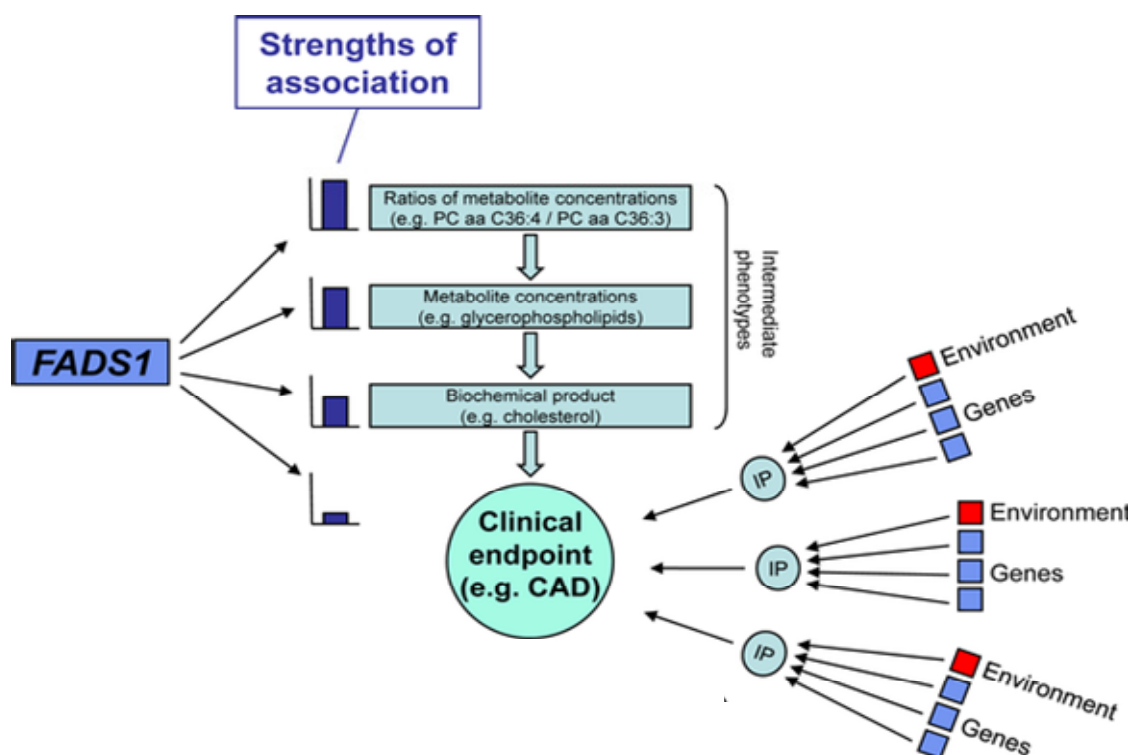 Strengths of
association
Ratios of metabolite concentrations
(e.g. PC aa C36:4 / PC aa C36:3)
Metabolite concentrations
(e.g. glycerophospholipids)
Biochemical product
(e.g. cholesterol)
Intermediate
phenotypes
FADS1
Clinical
endpoint
(e.g. CAD)
IP
Environment
Genes
IP
Environment
Genes
IP
Environment
Genes